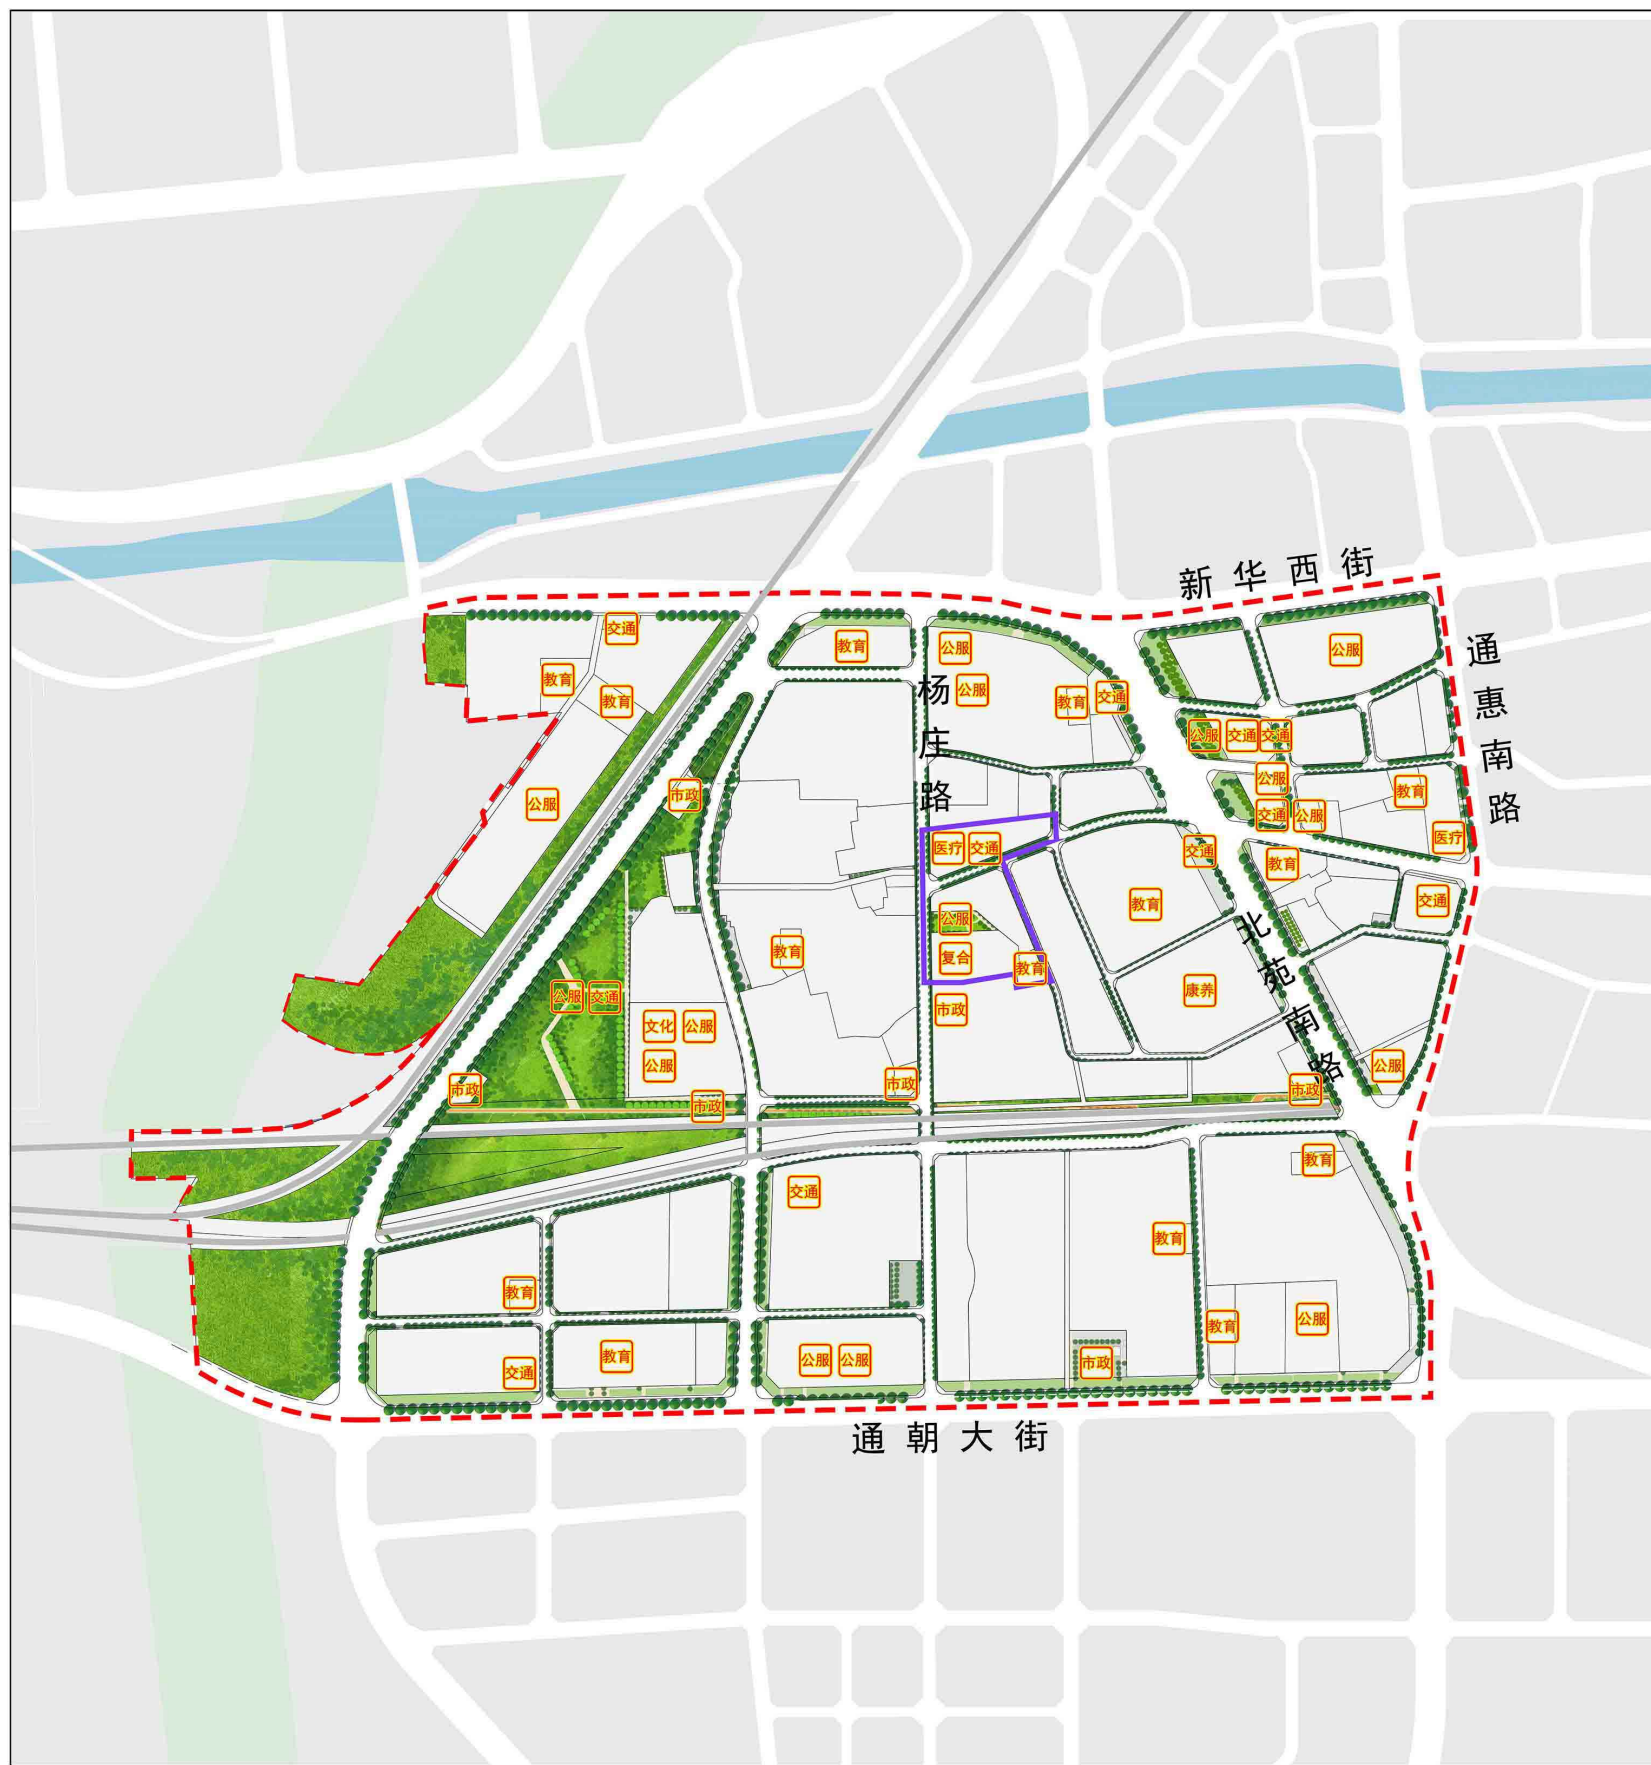 新华西街
交通
教育
公服
公服
通惠南路
杨庄路
教育
教育
公服
教育
交通
公服
交通
交通
公服
市政
公服
教育
交通
公服
医疗
医疗
交通
交通
教育
教育
交通
公服
北苑南路
教育
复合
教育
康养
公服
交通
市政
文化
公服
公服
公服
市政
市政
市政
市政
教育
交通
教育
教育
公服
教育
交通
教育
公服
公服
市政
通朝大街